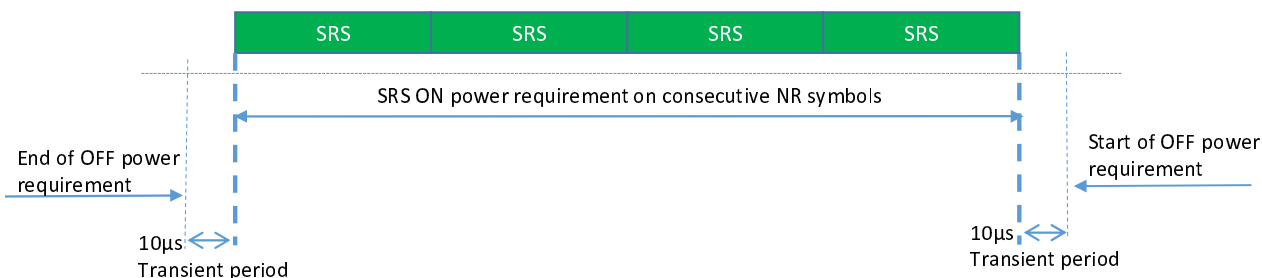 SRS SRS SRS SRS
SRS ON power requirement on consecutive NR symbols
End of OFF power
requirement
Start of OFF power
requirement
10µs
Transient period
10µs
Transient period